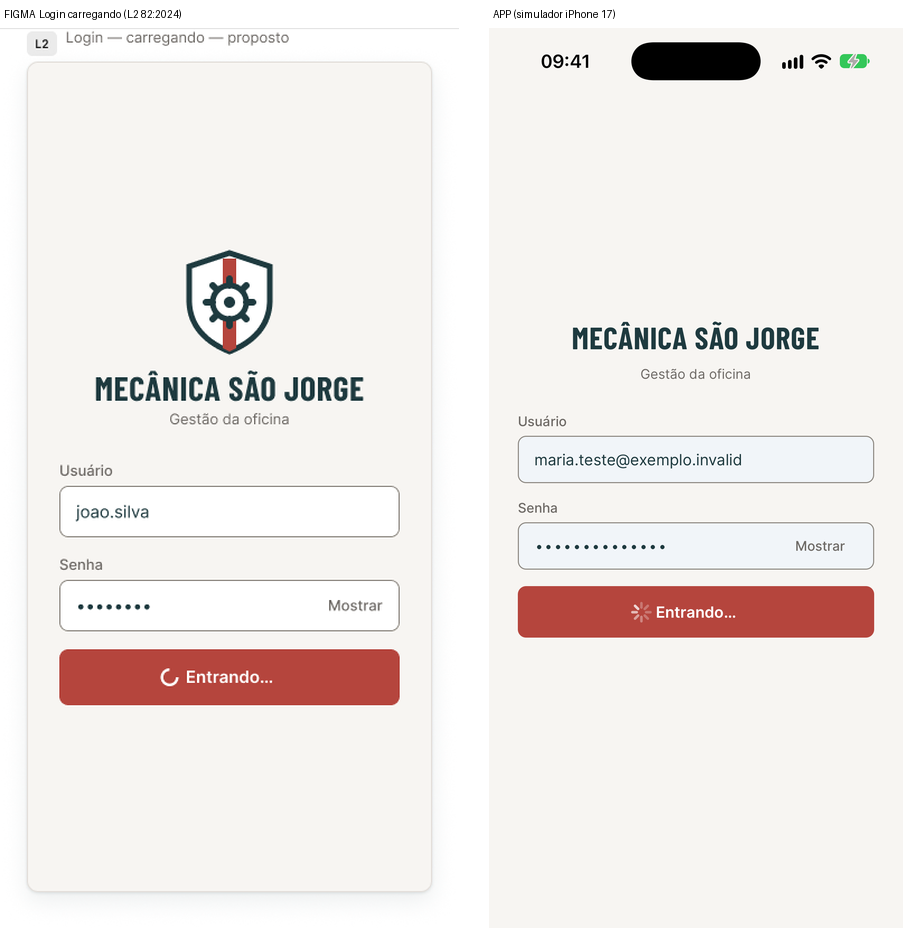 FIGMA Login carregando (L2 82:2024)
L2 Login — carregando — proposto
MECÂNICA SÃO JORGE
Gestão da oficina
Usuário
joao.silva
Senha
••••••••
Mostrar
Entrando...
APP (simulador iPhone 17)
09:41
MECÂNICA SÃO JORGE
Gestão da oficina
Usuário
maria.teste@exemplo.invalid
Senha
••••••••••••••
Mostrar
Entrando...